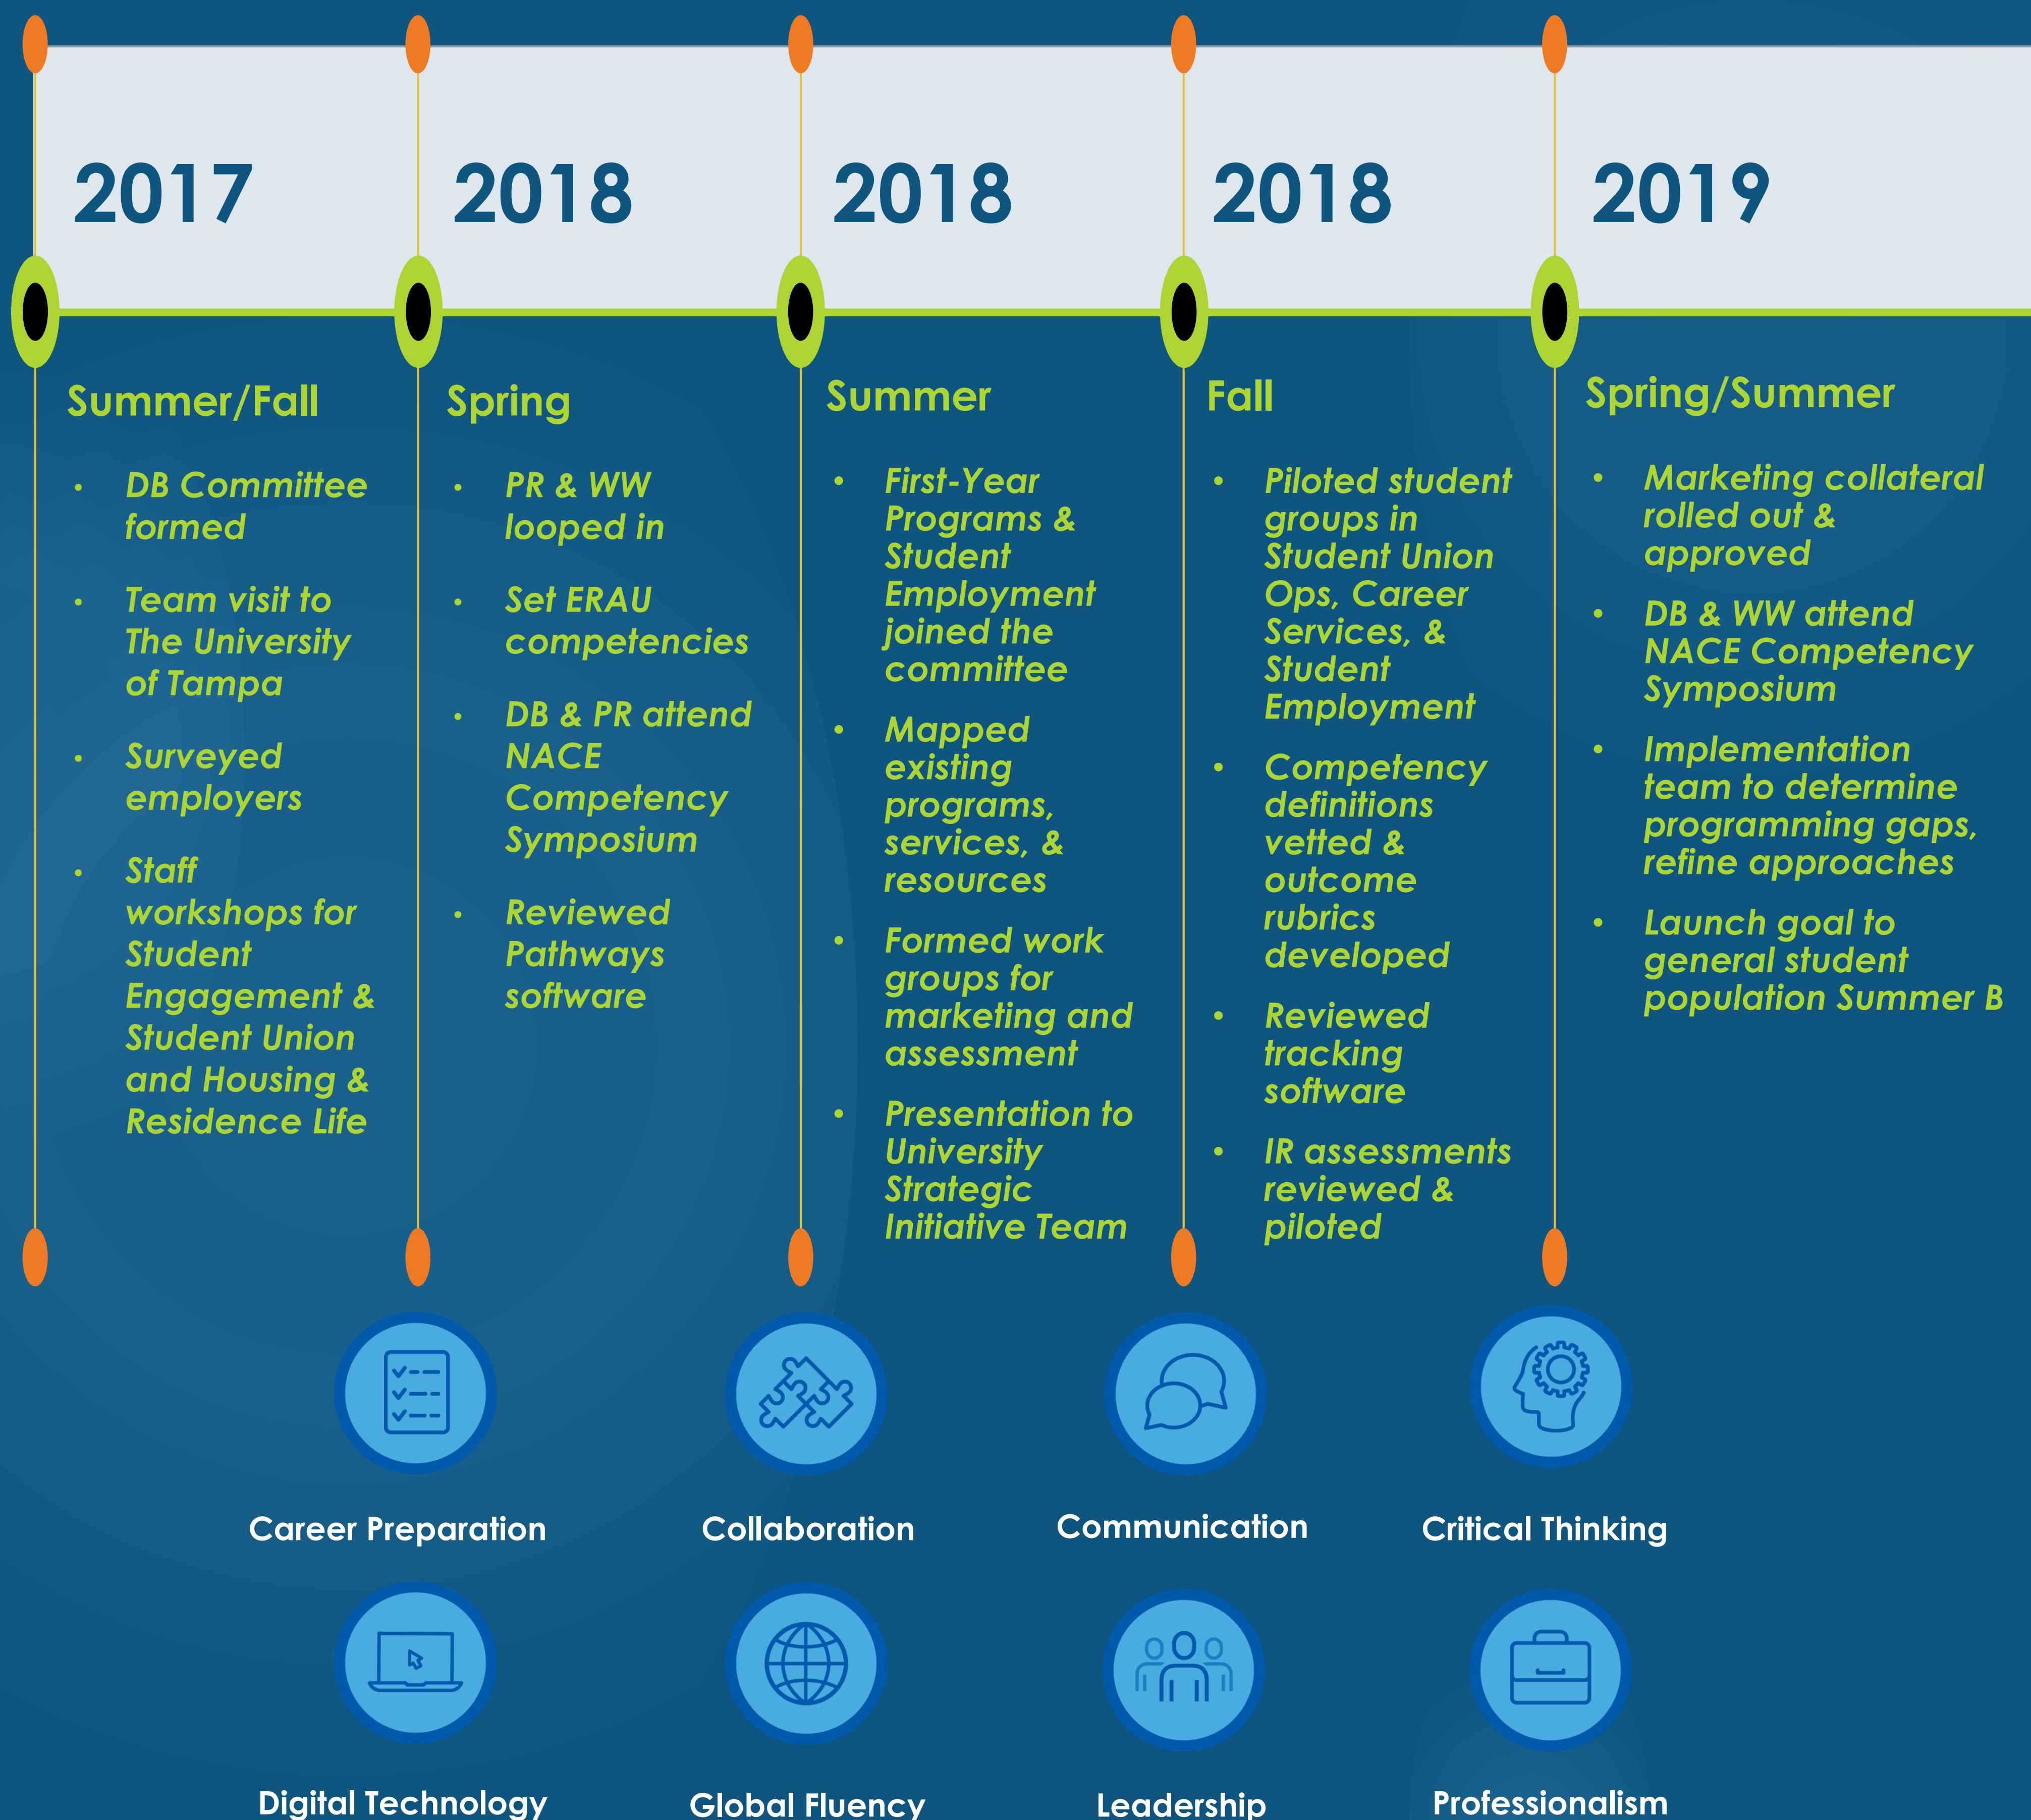 2017
2018
2018
2018
2019
Summer/Fall
• DB Committee
formed
• Team visit to
The University
of Tampa
• Surveyed
employers
• Staff
workshops for
Student
Engagement &
Student Union
and Housing &
Residence Life
Spring
• PR & WW
looped in
• Set ERAU
competencies
• DB & PR attend
NACE
Competency
Symposium
• Reviewed
Pathways
software
Summer
• First-Year
Programs &
Student
Employment
joined the
committee
• Mapped
existing
programs,
services, &
resources
• Formed work
groups for
marketing and
assessment
• Presentation to
University
Strategic
Initiative Team
Fall
• Piloted student
groups in
Student Union
Ops, Career
Services, &
Student
Employment
• Competency
definitions
vetted &
outcome
rubrics
developed
• Reviewed
tracking
software
• IR assessments
reviewed &
piloted
Spring/Summer
• Marketing collateral
rolled out &
approved
• DB & WW attend
NACE Competency
Symposium
• Implementation
team to determine
programming gaps,
refine approaches
• Launch goal to
general student
population Summer B
Career Preparation
Collaboration
Communication
Critical Thinking
Digital Technology
Global Fluency
Leadership
Professionalism